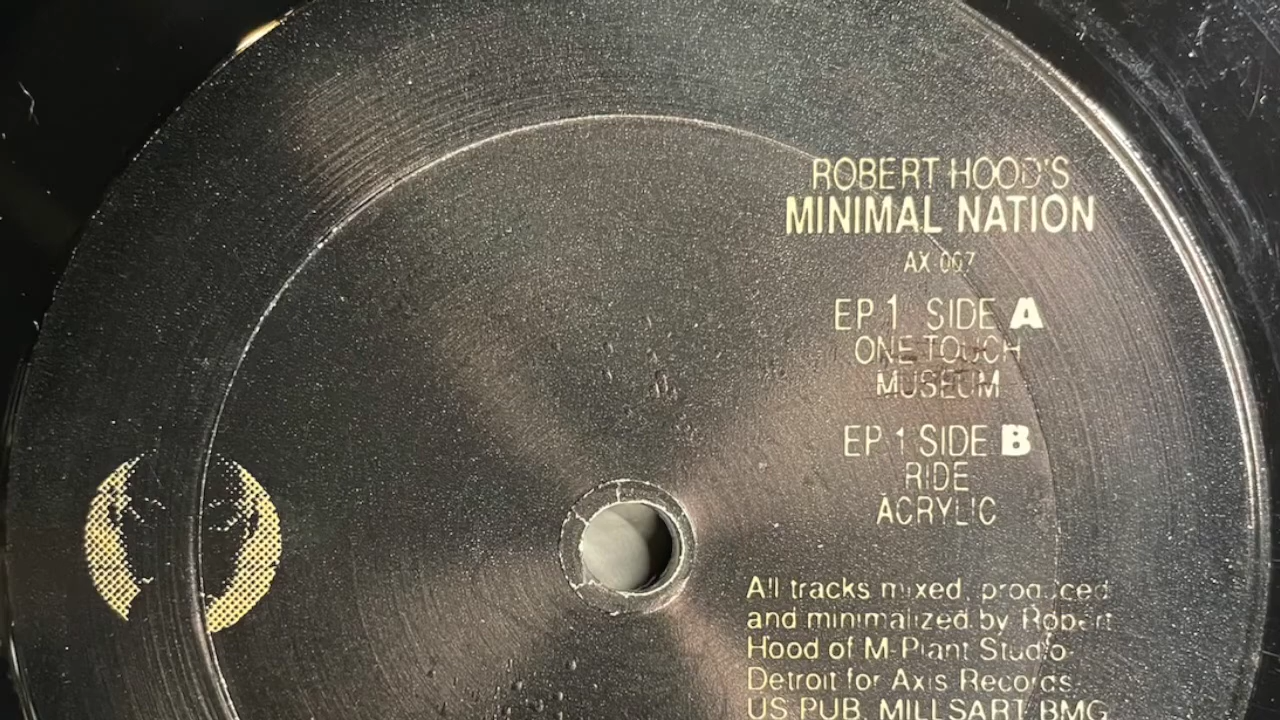 ROBERT HOOD'S
MINIMAL NATION
AX 007
EP 1 SIDE A
ONE TOUCH
MUSEUM
EP 1 SIDE B
RIDE
ACRYLIC
All tracks mixed, produced
and minimalized by Robert
Hood of M-Plant Studio-
Detroit for Axis Records.
US PUB. MILLSART BMG